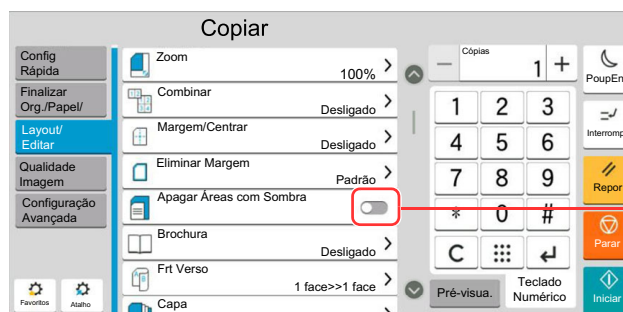 Copiar
Config
Rápida
Finalizar
Org./Papel/
Layout/
Editar
Qualidade
Imagem
Configuração
Avançada
Favoritos
Atalho
Zoom
100%
Combinar
Desligado
Margem/Centrar
Desligado
Eliminar Margem
Padrão
Apagar Áreas com Sombra
Brochura
Desligado
Frt Verso
1 face>>1 face
Capa
Cópias
− 1 +
1 2 3
4 5 6
7 8 9
* 0 #
C
Pré-visua.
Teclado
Numérico
PoupEn
Interromp
Repor
Parar
Iniciar